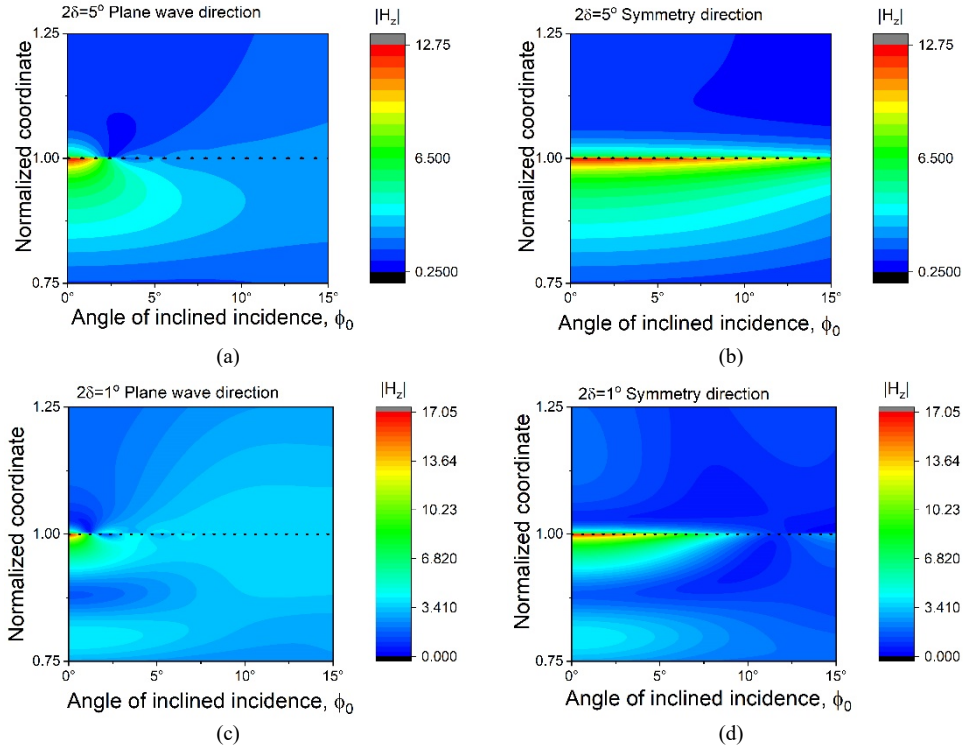 2δ=5° Plane wave direction
|Hz|
1.25
1.00
0.75
Normalized coordinate
0° 5° 10° 15°
Angle of inclined incidence, ϕ0
12.75
6.500
0.2500
(a)
2δ=5° Symmetry direction
|Hz|
1.25
1.00
0.75
Normalized coordinate
0° 5° 10° 15°
Angle of inclined incidence, ϕ0
12.75
6.500
0.2500
(b)
2δ=1° Plane wave direction
|Hz|
1.25
1.00
0.75
Normalized coordinate
0° 5° 10° 15°
Angle of inclined incidence, ϕ0
17.05
13.64
10.23
6.820
3.410
0.000
(c)
2δ=1° Symmetry direction
|Hz|
1.25
1.00
0.75
Normalized coordinate
0° 5° 10° 15°
Angle of inclined incidence, ϕ0
17.05
13.64
10.23
6.820
3.410
0.000
(d)